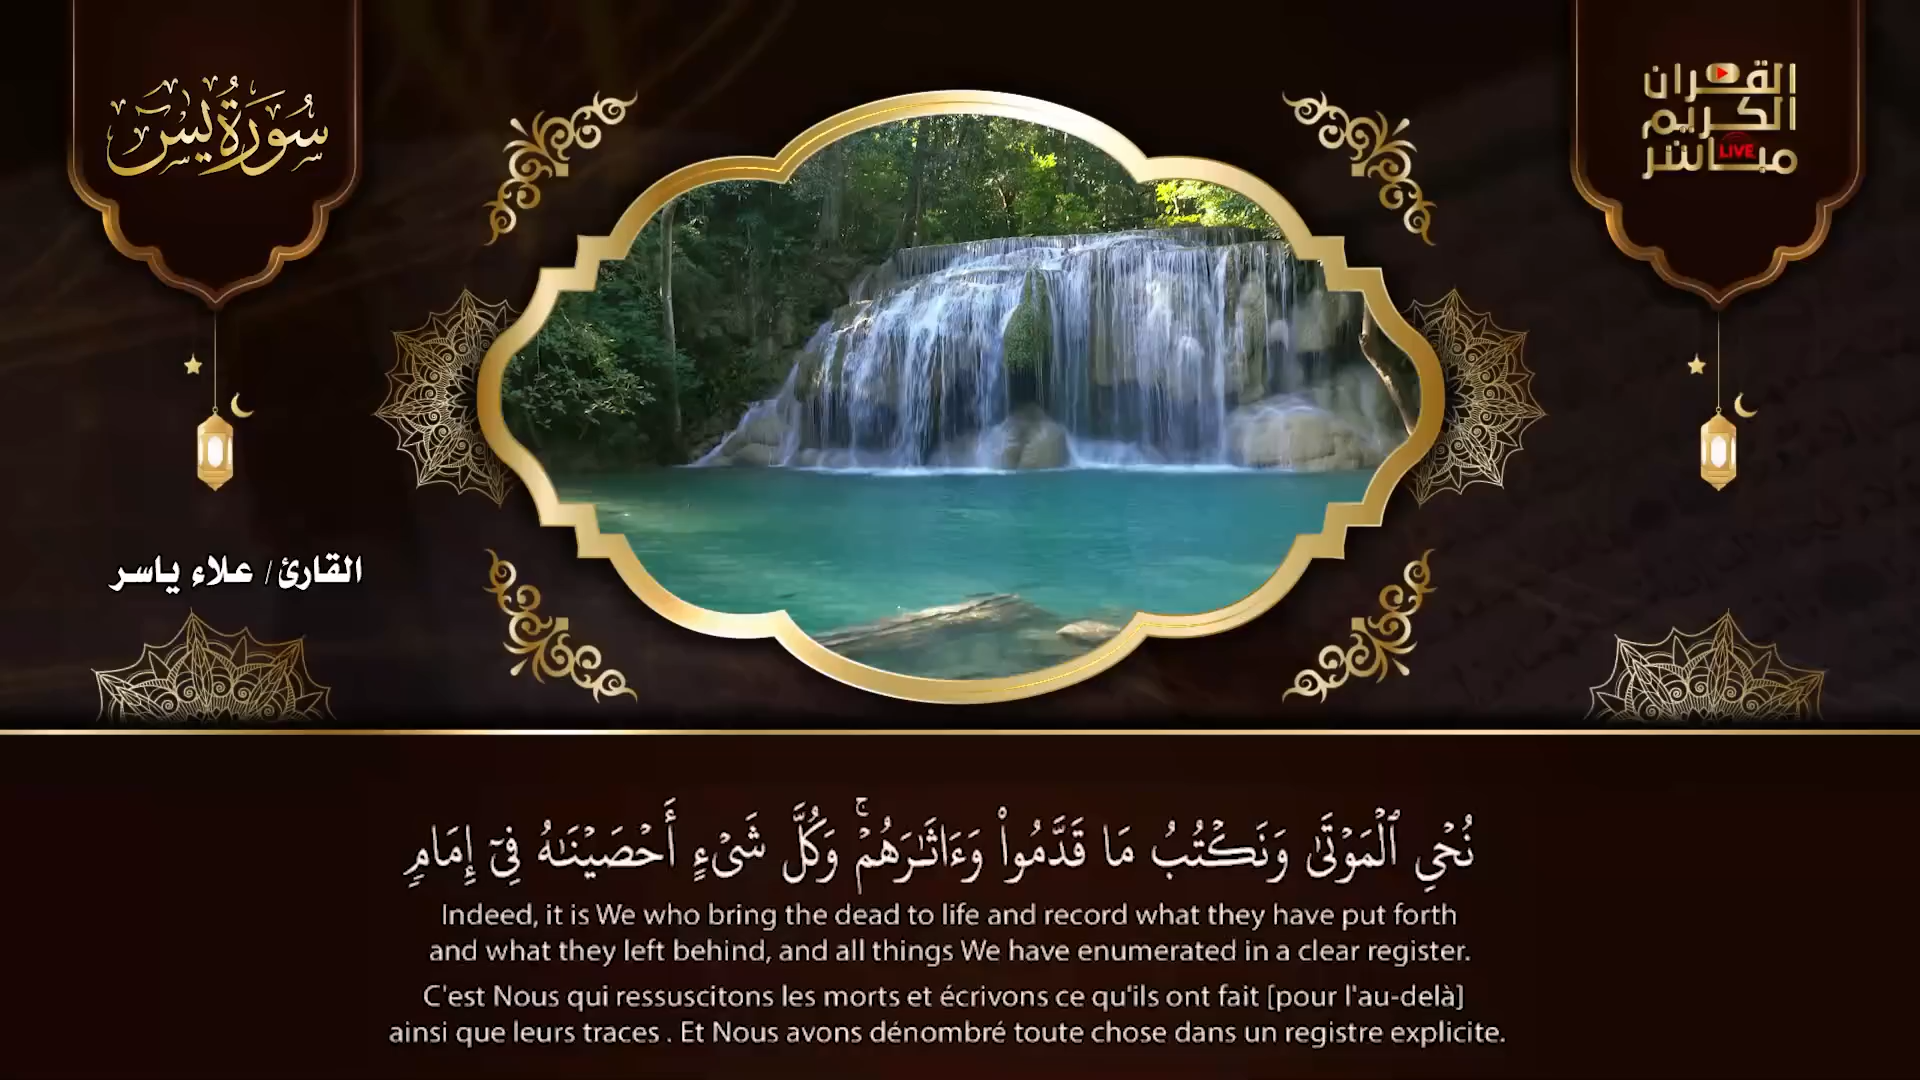 سُورَةُ يسٓ
القرآن
الكريم
مباشر
LIVE
القارئ / علاء ياسر
نُحْيِ ٱلْمَوْتَىٰ وَنَكْتُبُ مَا قَدَّمُوا۟ وَءَاثَٰرَهُمْ ۚ وَكُلَّ شَىْءٍ أَحْصَيْنَٰهُ فِىٓ إِمَامٍ
Indeed, it is We who bring the dead to life and record what they have put forth
and what they left behind, and all things We have enumerated in a clear register.
C'est Nous qui ressuscitons les morts et écrivons ce qu'ils ont fait [pour l'au-delà]
ainsi que leurs traces . Et Nous avons dénombré toute chose dans un registre explicite.